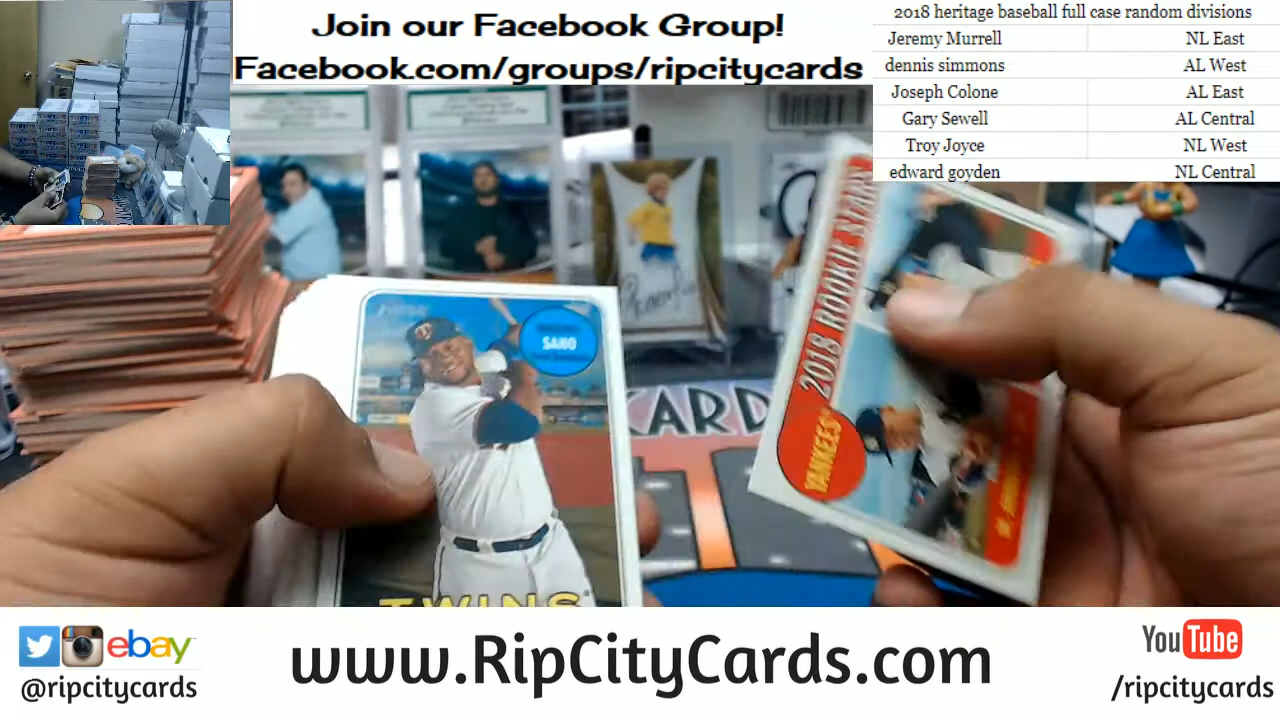 Join our Facebook Group!
Facebook.com/groups/ripcitycards
2018 heritage baseball full case random divisions
Jeremy Murrell NL East
dennis simmons AL West
Joseph Colone AL East
Gary Sewell AL Central
Troy Joyce NL West
edward goyden NL Central
SANO
TWINS
2018 ROOKIE STARS
YANKEES
CARD
ebay
@ripcitycards
www.RipCityCards.com
YouTube
/ripcitycards